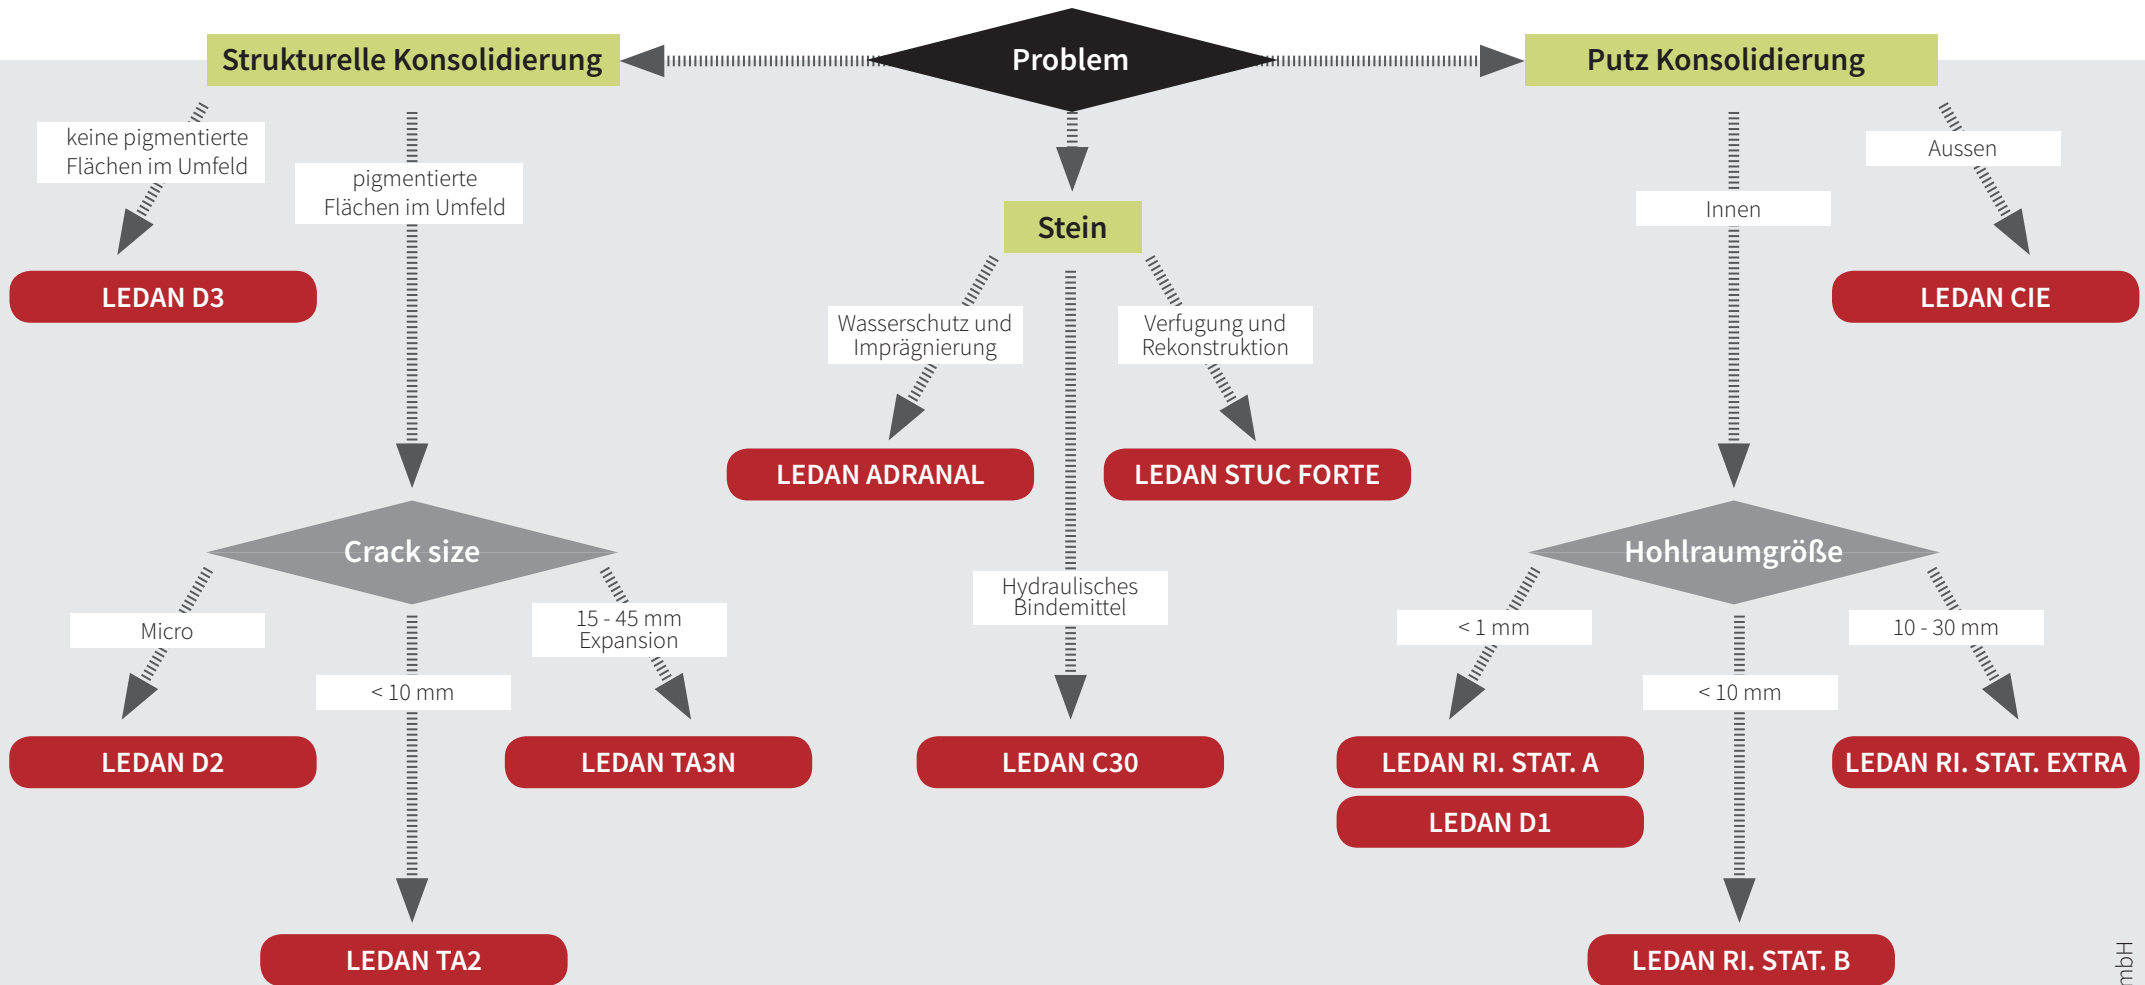 Problem
Strukturelle Konsolidierung
Putz Konsolidierung
keine pigmentierte
Flächen im Umfeld
pigmentierte
Flächen im Umfeld
Aussen
Innen
Stein
LEDAN D3
LEDAN CIE
Wasserschutz und
Imprägnierung
Verfugung und
Rekonstruktion
LEDAN ADRANAL
LEDAN STUC FORTE
Crack size
Hohlraumgröße
Hydraulisches
Bindemittel
Micro
15 - 45 mm
Expansion
< 10 mm
< 1 mm
10 - 30 mm
< 10 mm
LEDAN D2
LEDAN TA3N
LEDAN C30
LEDAN RI. STAT. A
LEDAN RI. STAT. EXTRA
LEDAN D1
LEDAN TA2
LEDAN RI. STAT. B
mbH